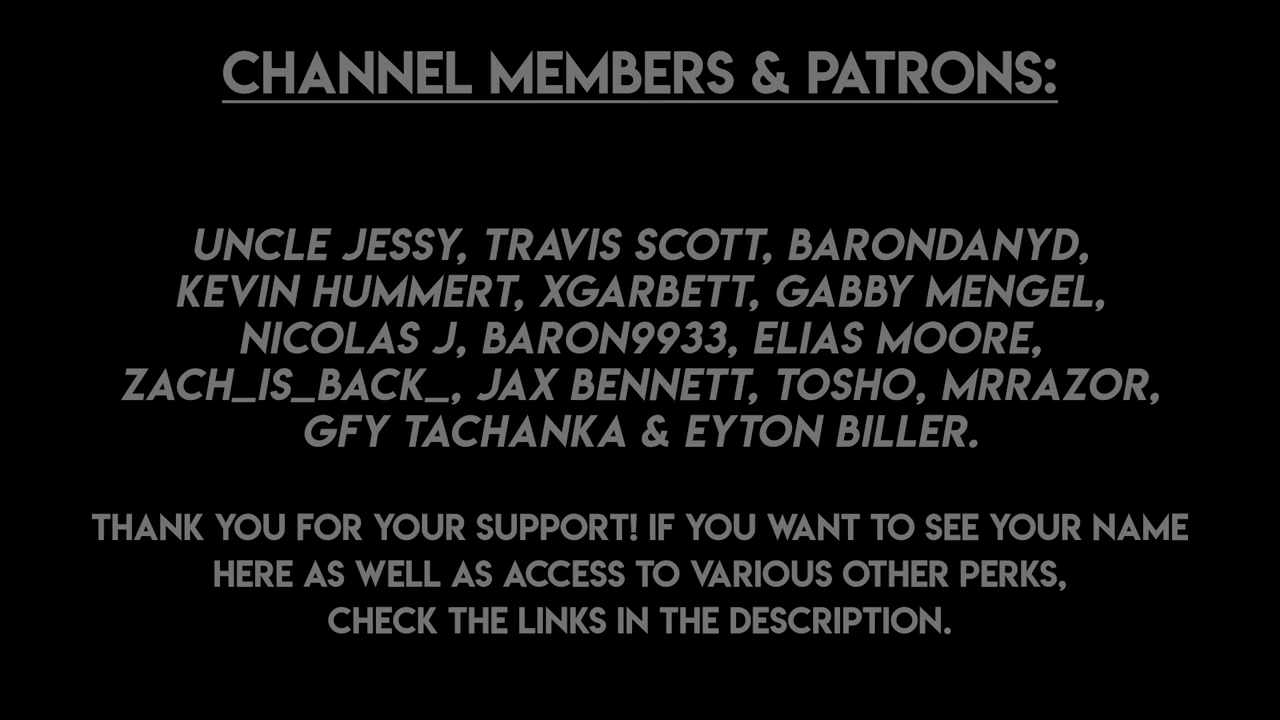 CHANNEL MEMBERS & PATRONS:
UNCLE JESSY, TRAVIS SCOTT, BARONDANYD,
KEVIN HUMMERT, XGARBETT, GABBY MENGEL,
NICOLAS J, BARON9933, ELIAS MOORE,
ZACH_IS_BACK_, JAX BENNETT, TOSHO, MRRAZOR,
GFY TACHANKA & EYTON BILLER.
THANK YOU FOR YOUR SUPPORT! IF YOU WANT TO SEE YOUR NAME
HERE AS WELL AS ACCESS TO VARIOUS OTHER PERKS,
CHECK THE LINKS IN THE DESCRIPTION.